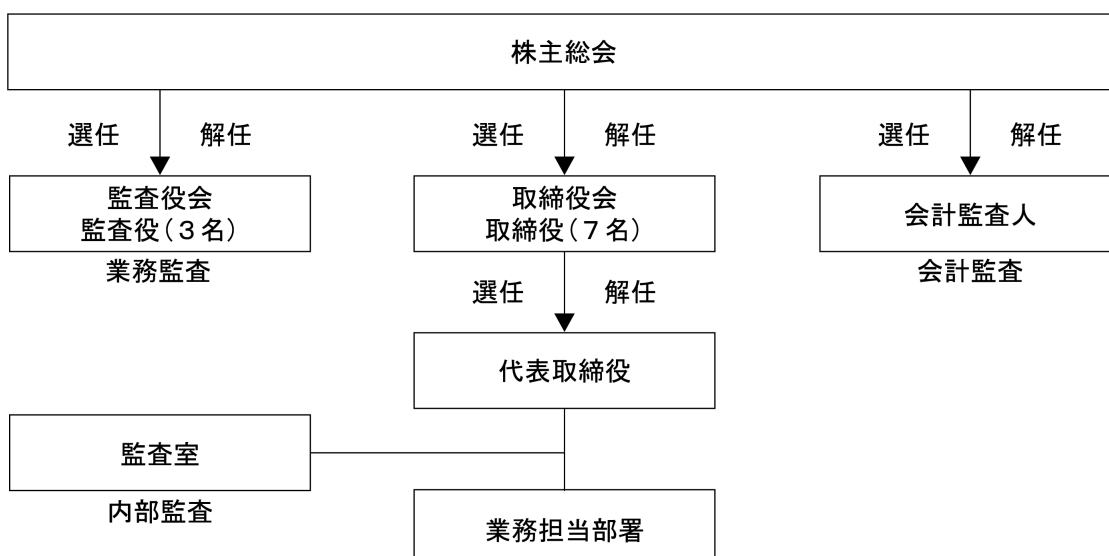 株主総会
選任 解任
選任 解任
選任 解任
監査役会
監査役(3名)
業務監査
取締役会
取締役(7名)
会計監査人
会計監査
選任 解任
代表取締役
監査室
内部監査
業務担当部署